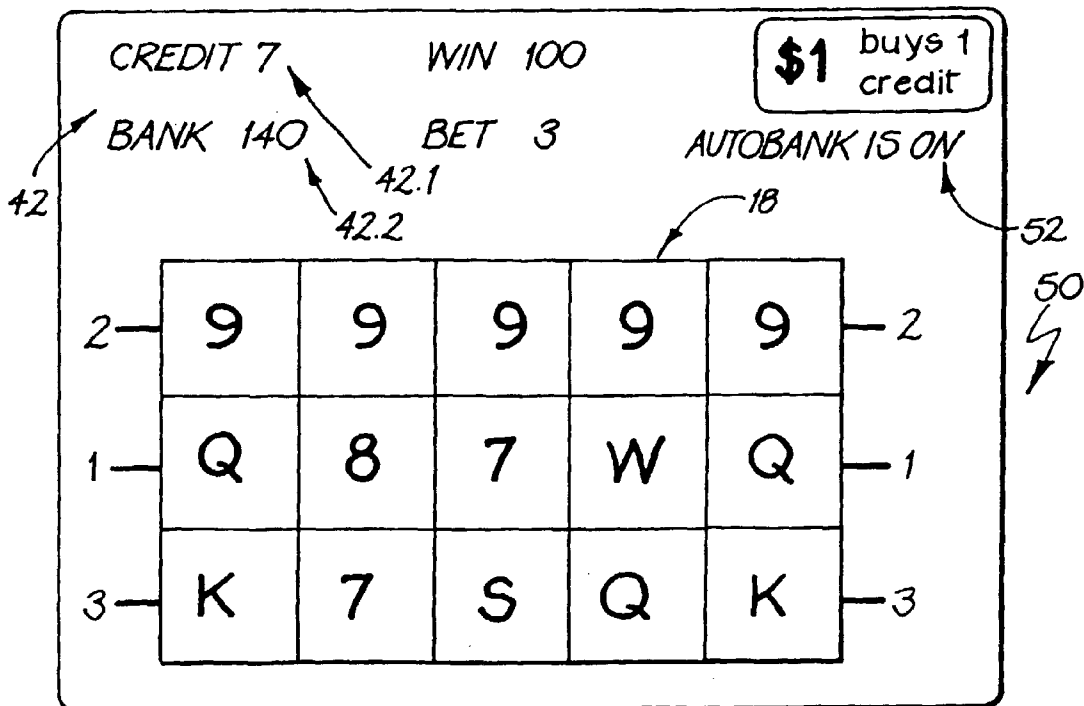 CREDIT 7 WIN 100 $1 buys 1
credit
BANK 140 BET 3 AUTOBANK IS ON
42 42.1 18
42.2 52
50
2 9 9 9 9 9 2
1 Q 8 7 W Q 1
3 K 7 S Q K 3